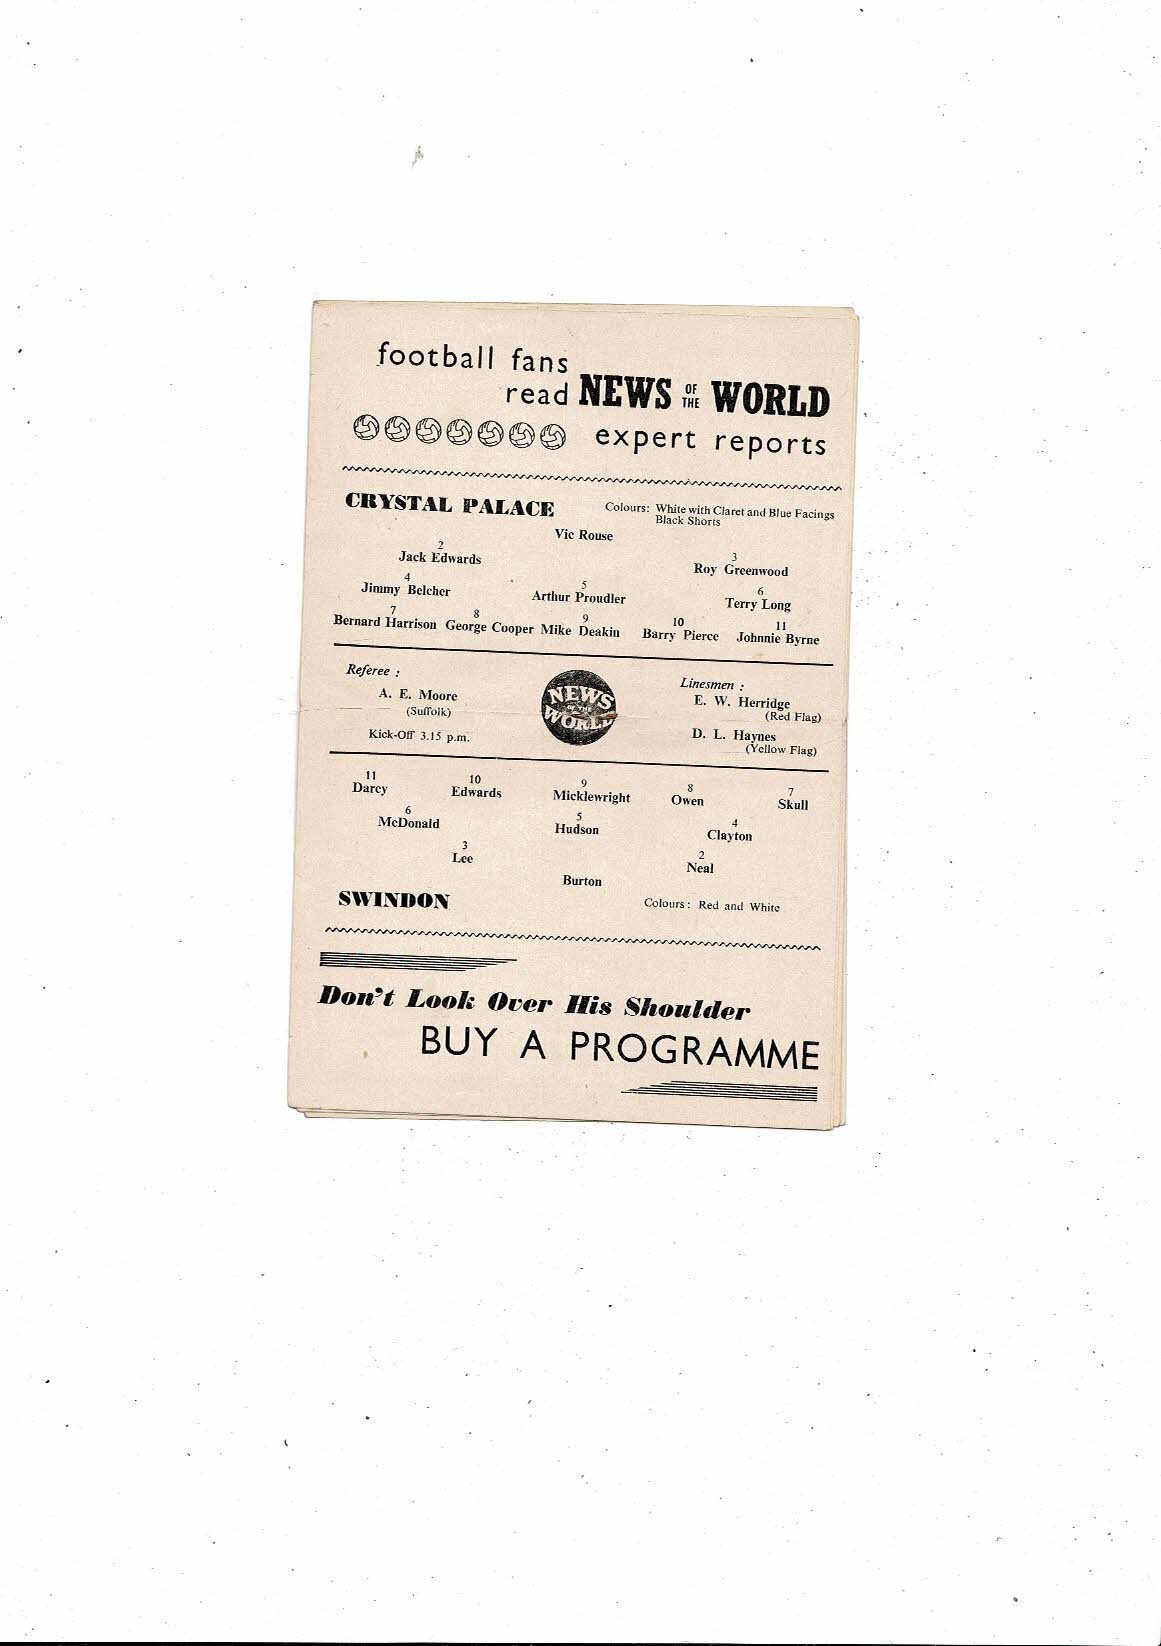 football fans
read NEWS OF THE WORLD
expert reports
CRYSTAL PALACE Colours: White with Claret and Blue Facings
Black Shorts
Vic Rouse
2 3
Jack Edwards Roy Greenwood
4 5 6
Jimmy Belcher Arthur Proudler Terry Long
7 8 9 10 11
Bernard Harrison George Cooper Mike Deakin Barry Pierce Johnnie Byrne
Referee :
A. E. Moore
(Suffolk)
Kick-Off 3.15 p.m.
NEWS
OF THE
WORLD
Linesmen :
E. W. Herridge
(Red Flag)
D. L. Haynes
(Yellow Flag)
11 10 9 8 7
Darcy Edwards Micklewright Owen Skull
6 5 4
McDonald Hudson Clayton
3 2
Lee Neal
Burton
SWINDON Colours: Red and White
Don't Look Over His Shoulder
BUY A PROGRAMME